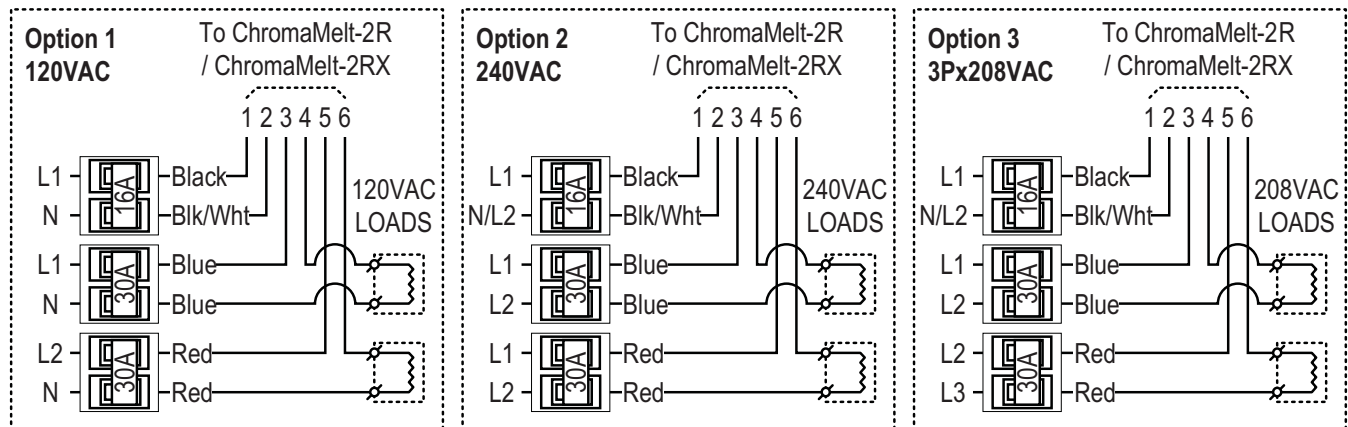 Option 1
120VAC
To ChromaMelt-2R
/ ChromaMelt-2RX
1 2 3 4 5 6
L1
16A
Black
N
Blk/Wht
120VAC
LOADS
L1
30A
Blue
N
Blue
L2
30A
Red
N
Red
Option 2
240VAC
To ChromaMelt-2R
/ ChromaMelt-2RX
1 2 3 4 5 6
L1
16A
Black
N/L2
Blk/Wht
240VAC
LOADS
L1
30A
Blue
L2
Blue
L1
30A
Red
L2
Red
Option 3
3Px208VAC
To ChromaMelt-2R
/ ChromaMelt-2RX
1 2 3 4 5 6
L1
16A
Black
N/L2
Blk/Wht
208VAC
LOADS
L1
30A
Blue
L2
Blue
L2
30A
Red
L3
Red